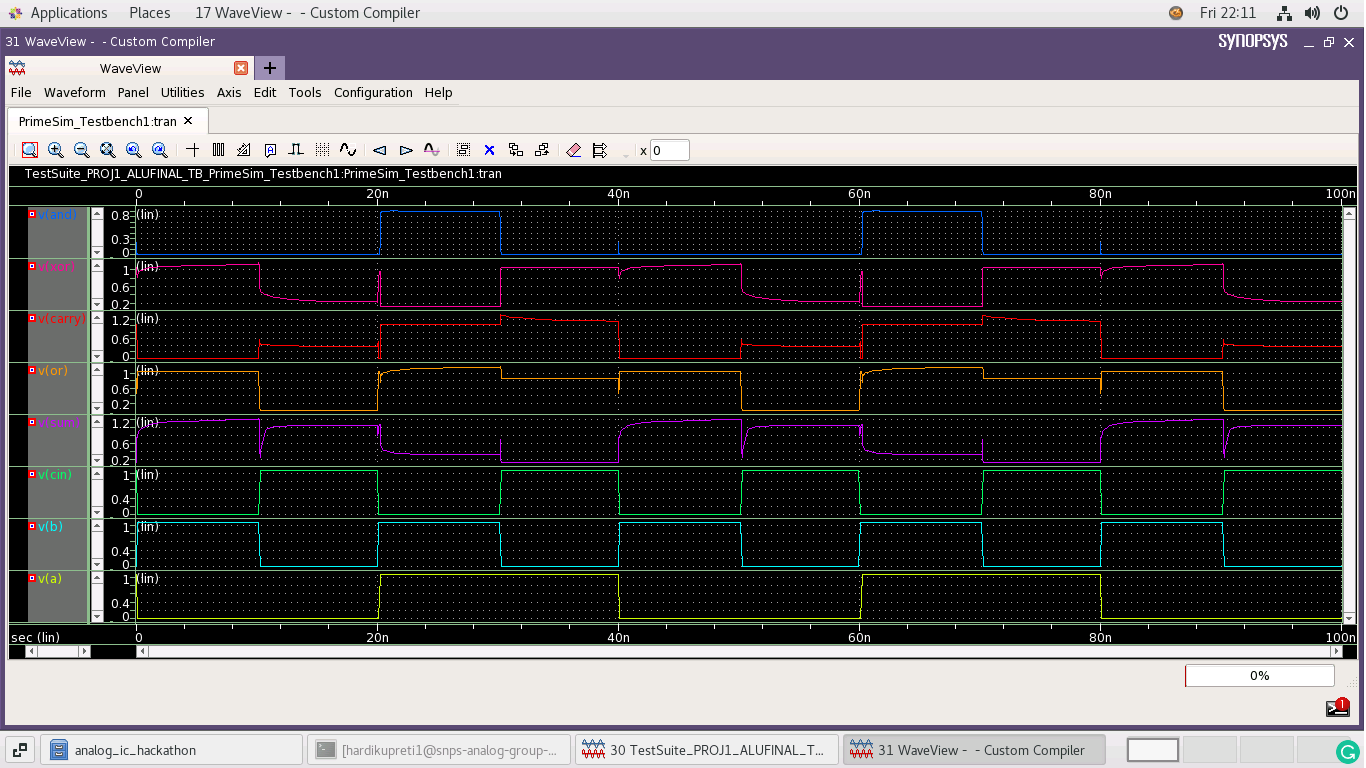 Applications Places 17 WaveView - - Custom Compiler Fri 22:11
31 WaveView - - Custom Compiler SYNOPSYS
WaveView
File Waveform Panel Utilities Axis Edit Tools Configuration Help
PrimeSim_Testbench1:tran
x 0
TestSuite_PROJ1_ALUFINAL_TB_PrimeSim_Testbench1:PrimeSim_Testbench1:tran
0 20n 40n 60n 80n 100n
v(and) 0.8 (lin)
0.3
0
v(xor) 1 (lin)
0.6
0.2
v(carry) 1.2 (lin)
0.6
0
v(or) 1 (lin)
0.6
0.2
v(sum) 1.2 (lin)
0.6
0.2
v(cin) 1 (lin)
0.4
0
v(b) 1 (lin)
0.4
0
v(a) 1 (lin)
0.4
0
sec (lin) 0 20n 40n 60n 80n 100n
0%
1
analog_ic_hackathon [hardikupreti1@snps-analog-group-... 30 TestSuite_PROJ1_ALUFINAL_T... 31 WaveView - - Custom Compiler